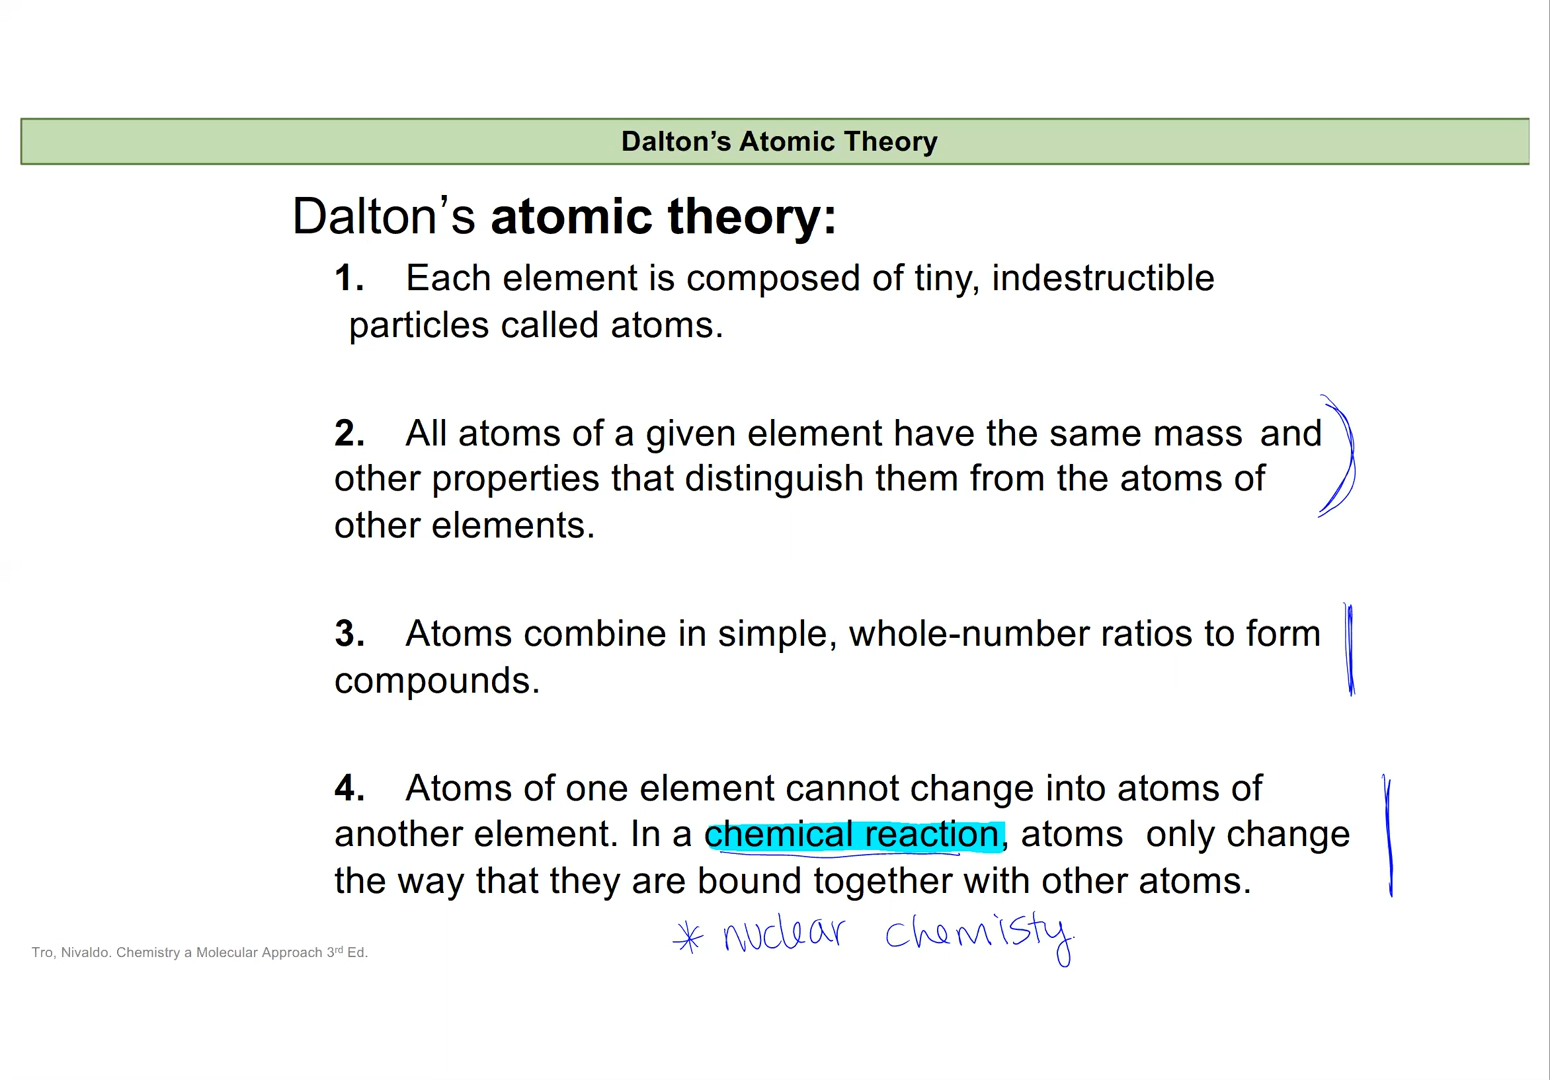 Dalton’s Atomic Theory
Dalton’s atomic theory:
1. Each element is composed of tiny, indestructible
particles called atoms.
2. All atoms of a given element have the same mass and
other properties that distinguish them from the atoms of
other elements.
3. Atoms combine in simple, whole-number ratios to form
compounds.
4. Atoms of one element cannot change into atoms of
another element. In a chemical reaction, atoms only change
the way that they are bound together with other atoms.
* nuclear chemisty.
Tro, Nivaldo. Chemistry a Molecular Approach 3rd Ed.